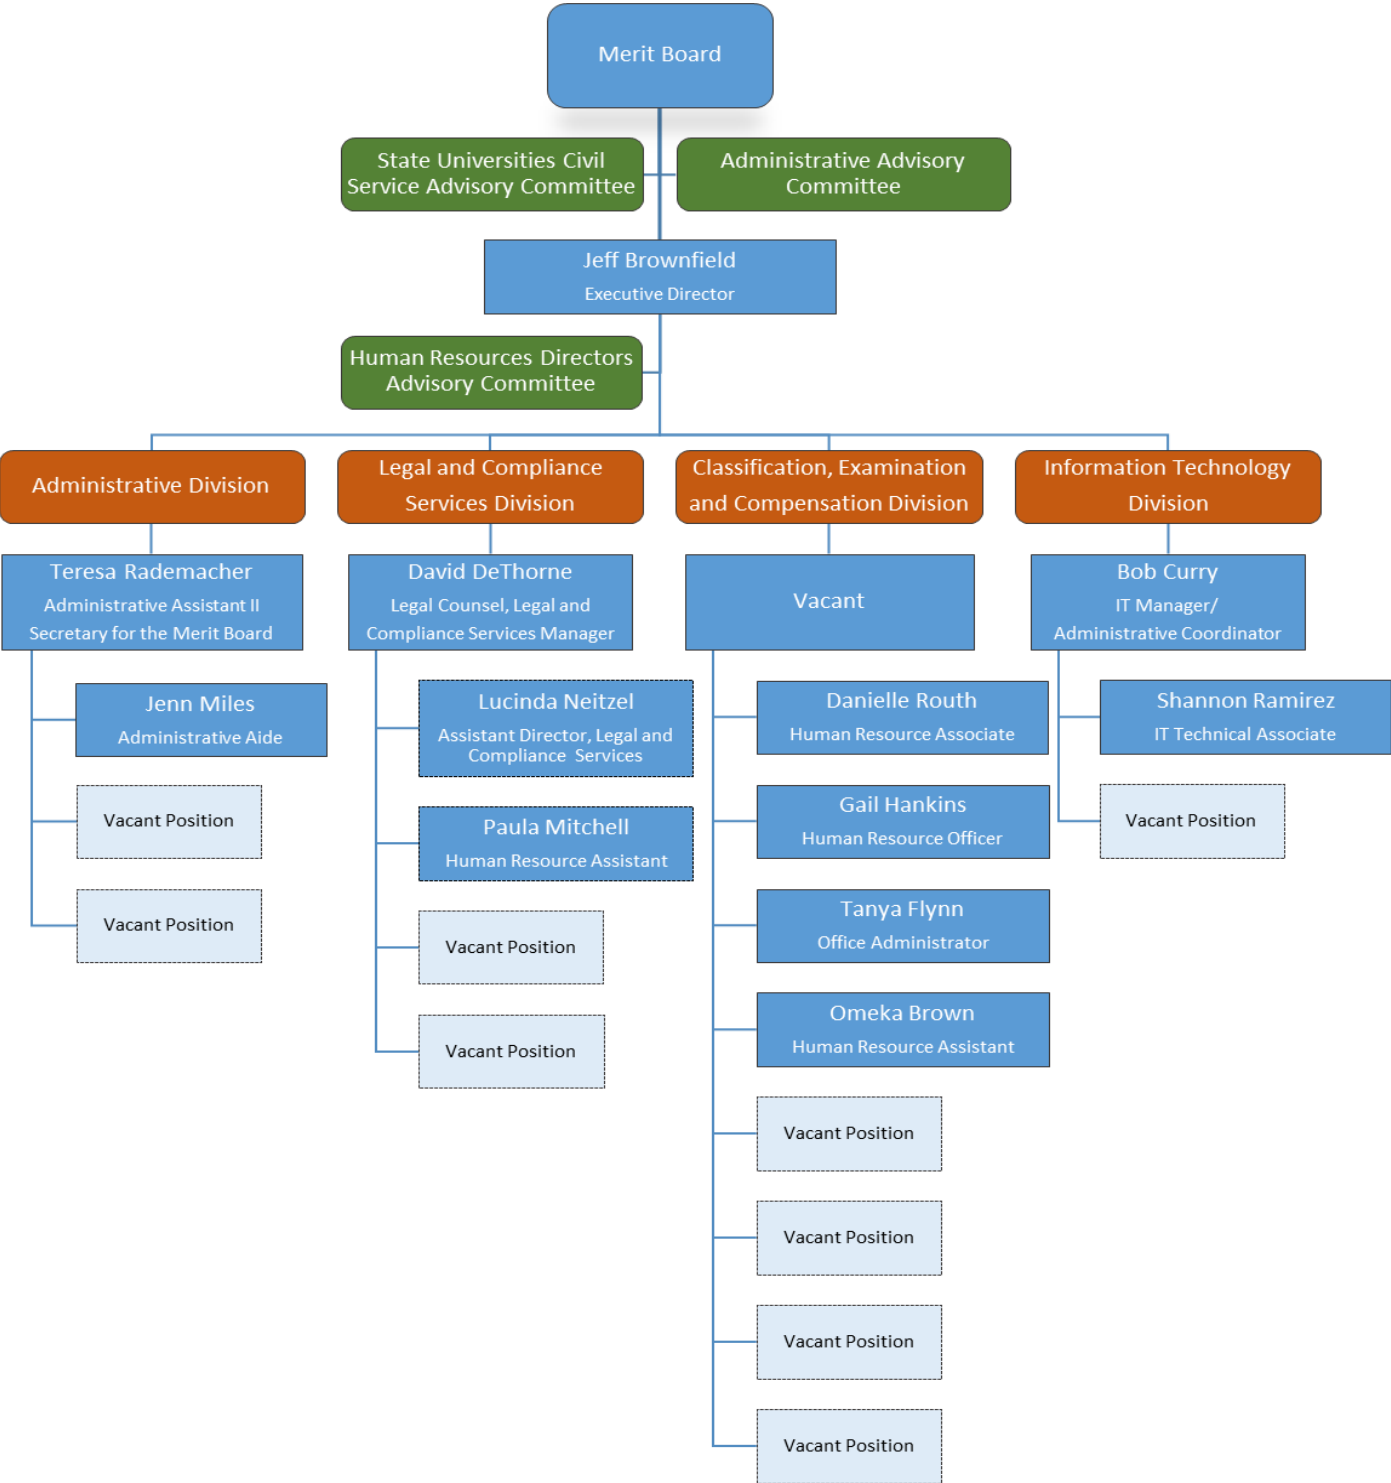 Merit Board
State Universities Civil
Service Advisory Committee
Administrative Advisory
Committee
Jeff Brownfield
Executive Director
Human Resources Directors
Advisory Committee
Administrative Division
Legal and Compliance
Services Division
Classification, Examination
and Compensation Division
Information Technology
Division
Teresa Rademacher
Administrative Assistant II
Secretary for the Merit Board
David DeThorne
Legal Counsel, Legal and
Compliance Services Manager
Vacant
Bob Curry
IT Manager/
Administrative Coordinator
Jenn Miles
Administrative Aide
Vacant Position
Vacant Position
Lucinda Neitzel
Assistant Director, Legal and
Compliance Services
Paula Mitchell
Human Resource Assistant
Vacant Position
Vacant Position
Danielle Routh
Human Resource Associate
Gail Hankins
Human Resource Officer
Tanya Flynn
Office Administrator
Omeka Brown
Human Resource Assistant
Vacant Position
Vacant Position
Vacant Position
Vacant Position
Shannon Ramirez
IT Technical Associate
Vacant Position